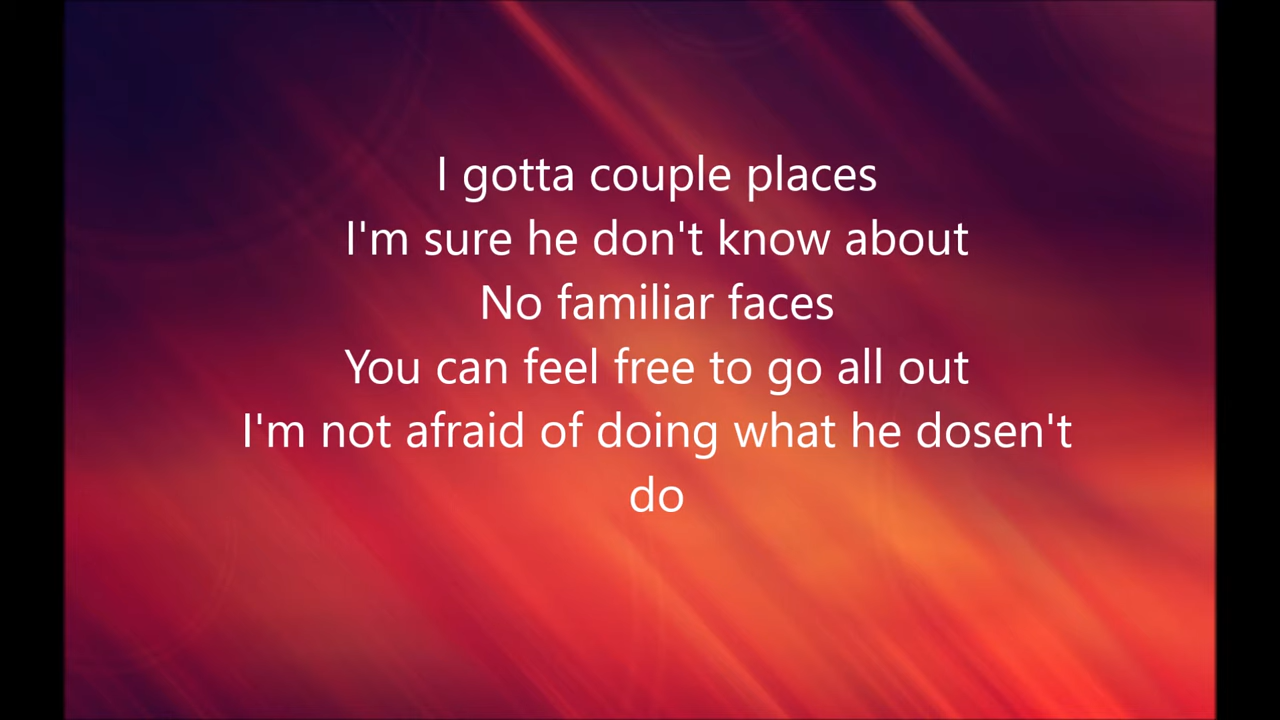 I gotta couple places
I'm sure he don't know about
No familiar faces
You can feel free to go all out
I'm not afraid of doing what he dosen't
do